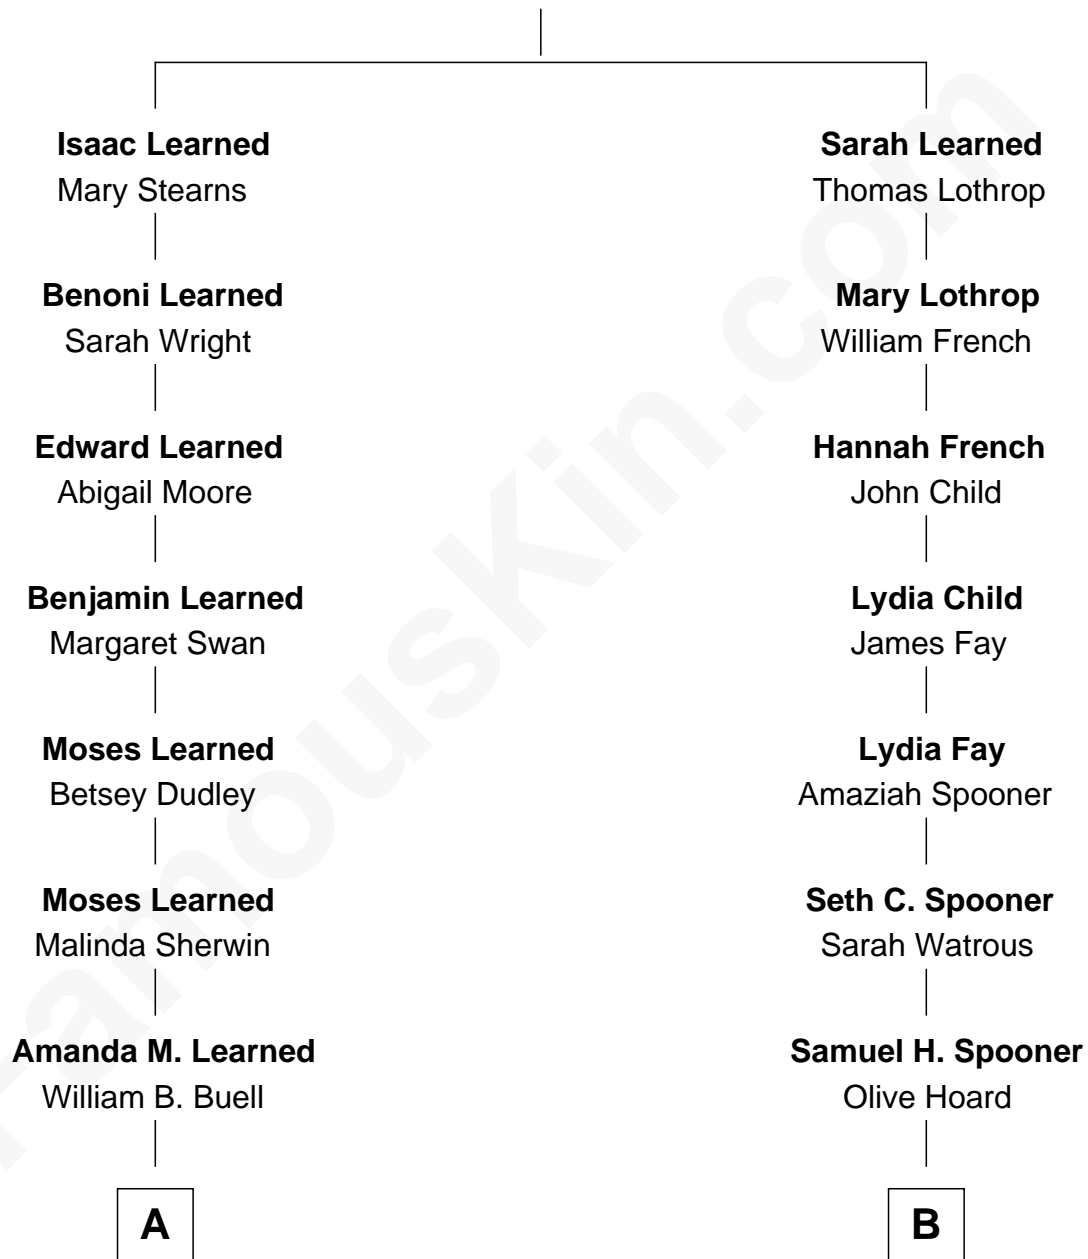 Isaac Learned
Mary Stearns
Benoni Learned
Sarah Wright
Edward Learned
Abigail Moore
Benjamin Learned
Margaret Swan
Moses Learned
Betsey Dudley
Moses Learned
Malinda Sherwin
Amanda M. Learned
William B. Buell
A
Sarah Learned
Thomas Lothrop
Mary Lothrop
William French
Hannah French
John Child
Lydia Child
James Fay
Lydia Fay
Amaziah Spooner
Seth C. Spooner
Sarah Watrous
Samuel H. Spooner
Olive Hoard
B
FamousKin.com